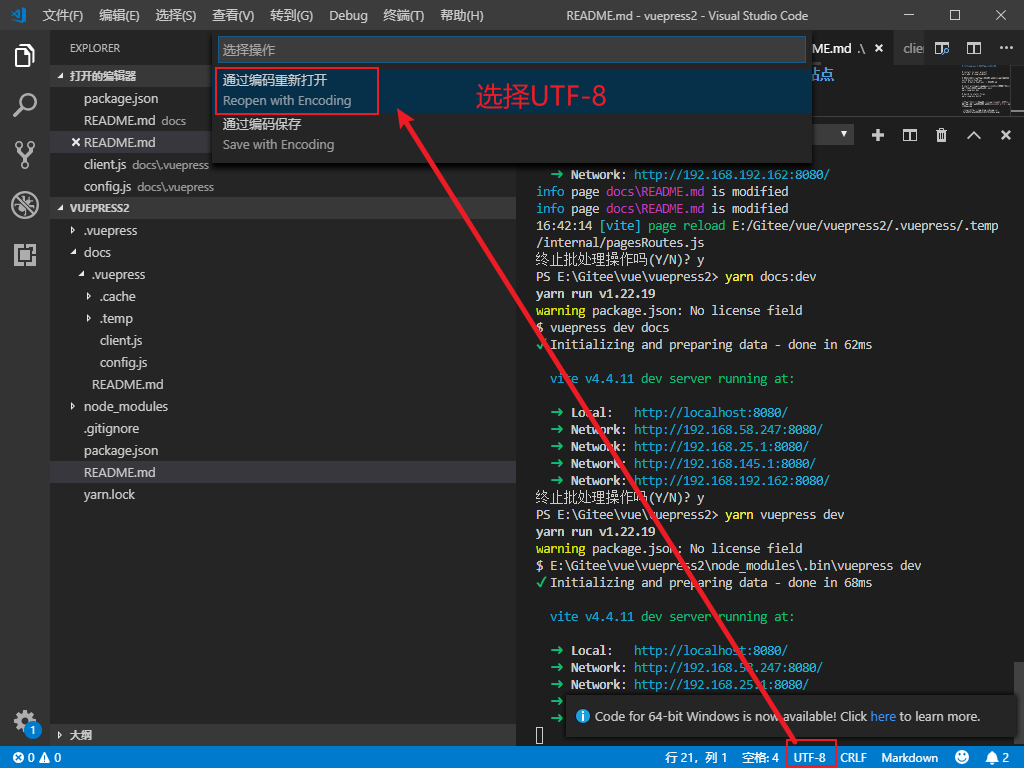 文件(F) 编辑(E) 选择(S) 查看(V) 转到(G) Debug 终端(T) 帮助(H) README.md - vuepress2 - Visual Studio Code
EXPLORER
打开的编辑器
package.json
README.md docs
README.md
client.js docs\.vuepress
config.js docs\.vuepress
VUEPRESS2
.vuepress
docs
.vuepress
.cache
.temp
client.js
config.js
README.md
node_modules
.gitignore
package.json
README.md
yarn.lock
大纲
选择操作
通过编码重新打开
Reopen with Encoding
通过编码保存
Save with Encoding
选择UTF-8
ME.md .\
clie
站点
➜ Network: http://192.168.192.162:8080/
info page docs\README.md is modified
info page docs\README.md is modified
16:42:14 [vite] page reload E:/Gitee/vue/vuepress2/.vuepress/.temp
/internal/pagesRoutes.js
终止批处理操作吗(Y/N)? y
PS E:\Gitee\vue\vuepress2> yarn docs:dev
yarn run v1.22.19
warning package.json: No license field
$ vuepress dev docs
✓ Initializing and preparing data - done in 62ms
vite v4.4.11 dev server running at:
➜ Local: http://localhost:8080/
➜ Network: http://192.168.58.247:8080/
➜ Network: http://192.168.25.1:8080/
➜ Network: http://192.168.145.1:8080/
➜ Network: http://192.168.192.162:8080/
终止批处理操作吗(Y/N)? y
PS E:\Gitee\vue\vuepress2> yarn vuepress dev
yarn run v1.22.19
warning package.json: No license field
$ E:\Gitee\vue\vuepress2\node_modules\.bin\vuepress dev
✓ Initializing and preparing data - done in 68ms
vite v4.4.11 dev server running at:
➜ Local: http://localhost:8080/
➜ Network: http://192.168.58.247:8080/
➜ Network: http://192.168.25.1:8080/
➜
➜
Code for 64-bit Windows is now available! Click here to learn more.
1
0 0 行 21，列 1 空格: 4 UTF-8 CRLF Markdown 2